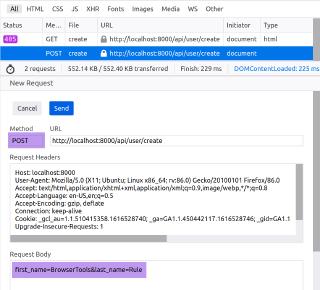 All HTML CSS JS XHR Fonts Images Media WS Other
Status Me... File URL Initiator Type
405 GET create http://localhost:8000/api/user/create document html
POST create http://localhost:8000/api/user/create document
2 requests 552.14 KB / 552.40 KB transferred Finish: 229 ms DOMContentLoaded: 225 ms
New Request
Cancel Send
Method URL
POST http://localhost:8000/api/user/create
Request Headers
Host: localhost:8000
User-Agent: Mozilla/5.0 (X11; Ubuntu; Linux x86_64; rv:86.0) Gecko/20100101 Firefox/86.0
Accept: text/html,application/xhtml+xml,application/xml;q=0.9,image/webp,*/*;q=0.8
Accept-Language: en-US,en;q=0.5
Accept-Encoding: gzip, deflate
Connection: keep-alive
Cookie: _gcl_au=1.1.510415358.1616528740; _ga=GA1.1.450442117.1616528746; _gid=GA1.1
Upgrade-Insecure-Requests: 1
Request Body
first_name=BrowserTools&last_name=Rule